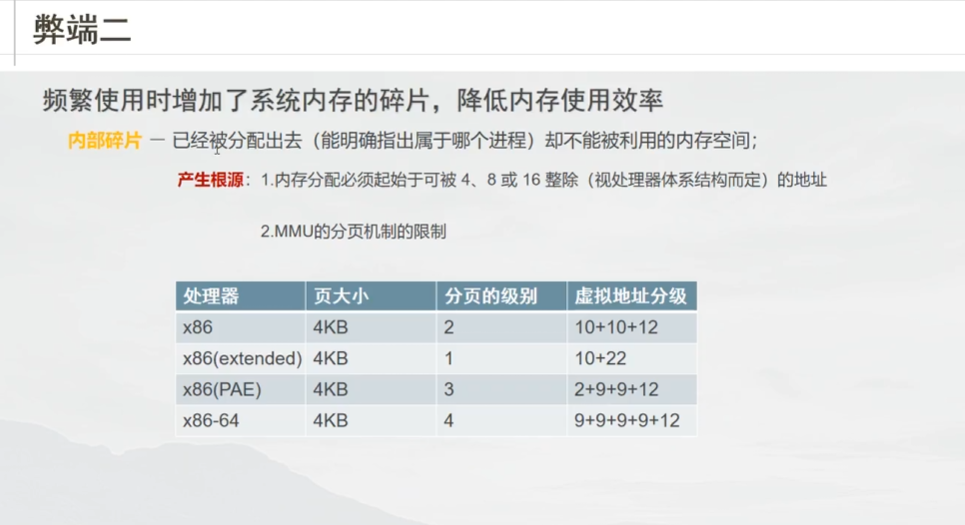 弊端二
频繁使用时增加了系统内存的碎片，降低内存使用效率
内部碎片 — 已经被分配出去（能明确指出属于哪个进程）却不能被利用的内存空间；
产生根源：1.内存分配必须起始于可被 4、8 或 16 整除（视处理器体系结构而定）的地址
2.MMU的分页机制的限制
处理器 页大小 分页的级别 虚拟地址分级
x86 4KB 2 10+10+12
x86(extended) 4KB 1 10+22
x86(PAE) 4KB 3 2+9+9+12
x86-64 4KB 4 9+9+9+9+12